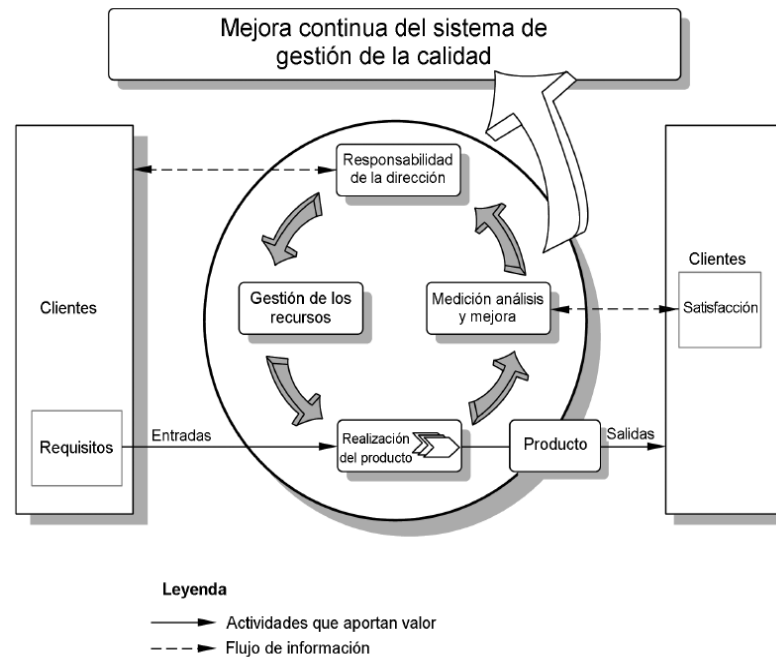 Mejora continua del sistema de
gestión de la calidad
Responsabilidad
de la dirección
Clientes
Gestión de los
recursos
Medición análisis
y mejora
Clientes
Satisfacción
Requisitos
Entradas
Realización
del producto
Producto
Salidas
Leyenda
Actividades que aportan valor
Flujo de información